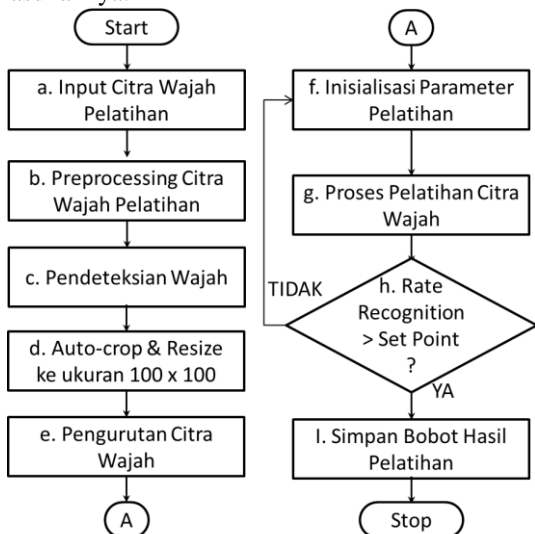 Start
a. Input Citra Wajah
Pelatihan
b. Preprocessing Citra
Wajah Pelatihan
c. Pendeteksian Wajah
d. Auto-crop & Resize
ke ukuran 100 x 100
e. Pengurutan Citra
Wajah
A
A
f. Inisialisasi Parameter
Pelatihan
g. Proses Pelatihan Citra
Wajah
TIDAK
h. Rate
Recognition
> Set Point
?
YA
I. Simpan Bobot Hasil
Pelatihan
Stop